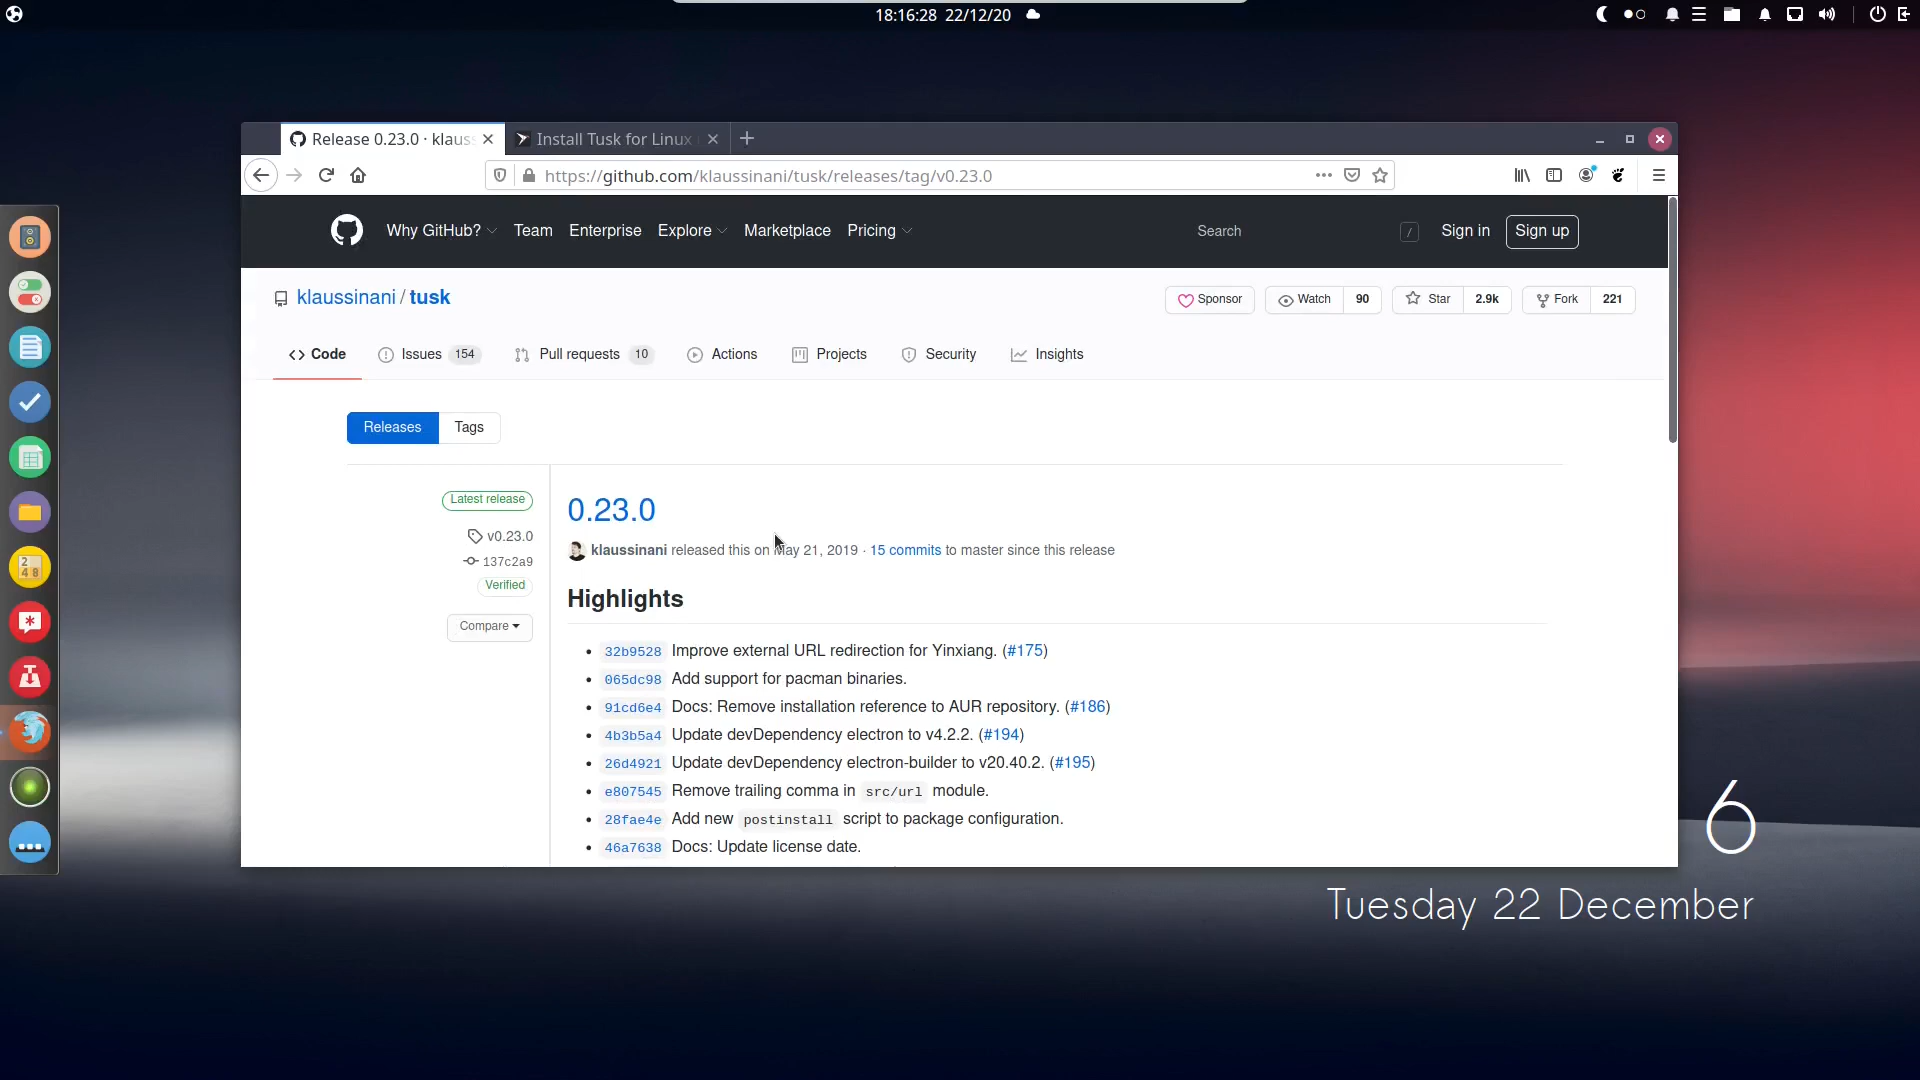 18:16:28 22/12/20
Release 0.23.0 · klauss
Install Tusk for Linux
https://github.com/klaussinani/tusk/releases/tag/v0.23.0
Why GitHub? Team Enterprise Explore Marketplace Pricing Search / Sign in Sign up
klaussinani / tusk
Sponsor Watch 90 Star 2.9k Fork 221
Code Issues 154 Pull requests 10 Actions Projects Security Insights
Releases Tags
Latest release
v0.23.0
137c2a9
Verified
Compare
0.23.0
klaussinani released this on May 21, 2019 · 15 commits to master since this release
Highlights
32b9528 Improve external URL redirection for Yinxiang. (#175)
065dc98 Add support for pacman binaries.
91cd6e4 Docs: Remove installation reference to AUR repository. (#186)
4b3b5a4 Update devDependency electron to v4.2.2. (#194)
26d4921 Update devDependency electron-builder to v20.40.2. (#195)
e807545 Remove trailing comma in src/url module.
28fae4e Add new postinstall script to package configuration.
46a7638 Docs: Update license date.
2
4 8
6
Tuesday 22 December